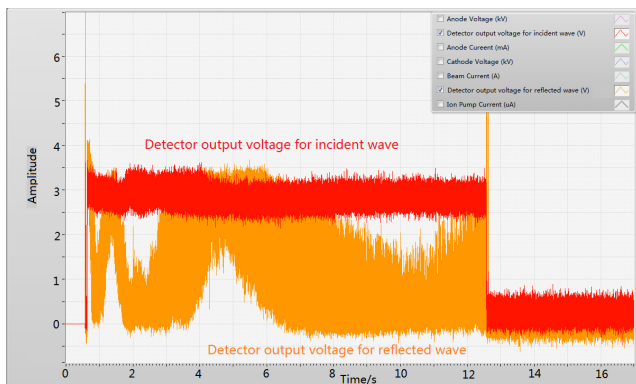 Anode Voltage (kV)
Detector output voltage for incident wave (V)
Anode Current (mA)
Cathode Voltage (kV)
Beam Current (A)
Detector output voltage for reflected wave (V)
Ion Pump Current (uA)
Detector output voltage for incident wave
Amplitude
6
5
4
3
2
1
0
Detector output voltage for reflected wave
0 2 4 6 8 10 12 14 16
Time/s